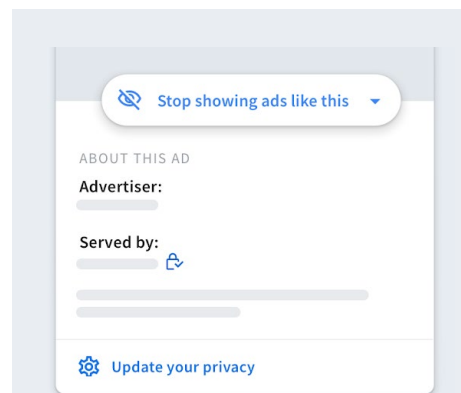 Stop showing ads like this
ABOUT THIS AD
Advertiser:
Served by:
Update your privacy